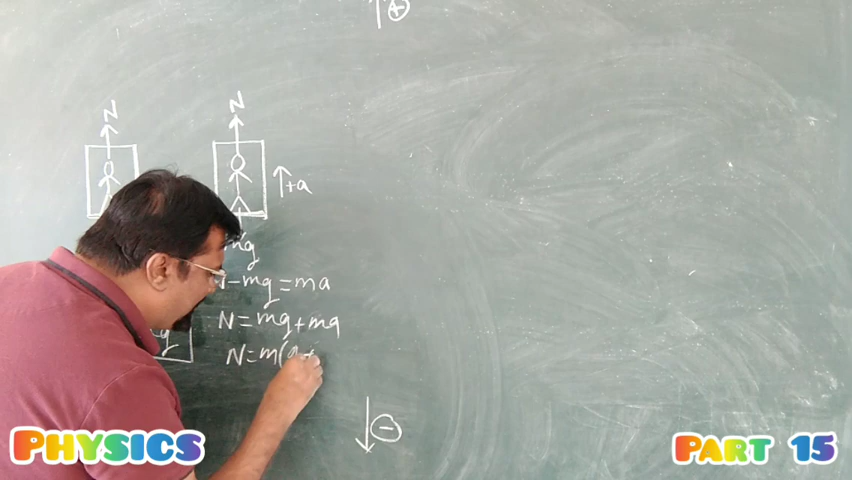 ⊕
N
N
+a
mg
N-mg=ma
N=mg+ma
N=m(g+
⊖
PHYSICS
PART 15